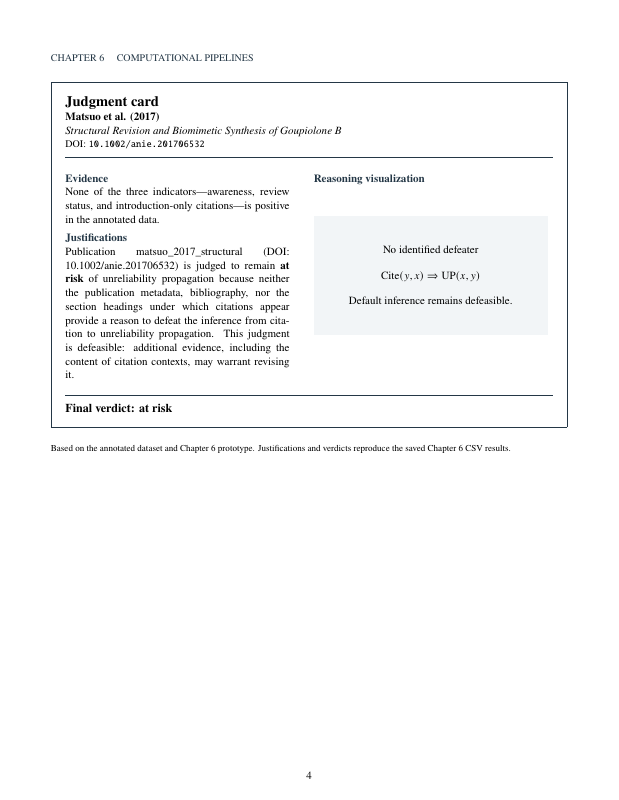 CHAPTER 6 COMPUTATIONAL PIPELINES
Judgment card
Matsuo et al. (2017)
Structural Revision and Biomimetic Synthesis of Goupiolone B
DOI: 10.1002/anie.201706532
Evidence
None of the three indicators—awareness, review
status, and introduction-only citations—is positive
in the annotated data.
Justifications
Publication matsuo_2017_structural (DOI:
10.1002/anie.201706532) is judged to remain at
risk of unreliability propagation because neither
the publication metadata, bibliography, nor the
section headings under which citations appear
provide a reason to defeat the inference from cita-
tion to unreliability propagation. This judgment
is defeasible: additional evidence, including the
content of citation contexts, may warrant revising
it.
Reasoning visualization
No identified defeater
Cite(y, x) ⇒ UP(x, y)
Default inference remains defeasible.
Final verdict: at risk
Based on the annotated dataset and Chapter 6 prototype. Justifications and verdicts reproduce the saved Chapter 6 CSV results.
4